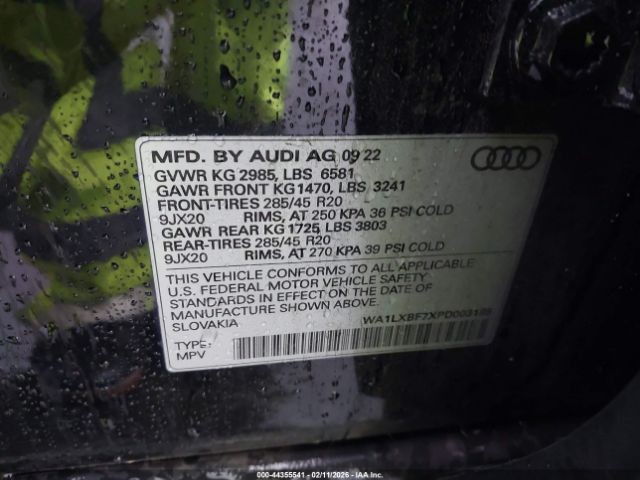 MFD. BY AUDI AG 09 22
GVWR KG 2985, LBS 6581
GAWR FRONT KG1470, LBS 3241
FRONT-TIRES 285/45 R20
9JX20 RIMS, AT 250 KPA 36 PSI COLD
GAWR REAR KG 1725 LBS 3803
REAR-TIRES 285/45 R20
9JX20 RIMS, AT 270 KPA 39 PSI COLD
THIS VEHICLE CONFORMS TO ALL APPLICABLE
U.S. FEDERAL MOTOR VEHICLE SAFETY
STANDARDS IN EFFECT ON THE DATE OF
MANUFACTURE SHOWN ABOVE.
SLOVAKIA
TYPE:
MPV
000-44355541 - 02/11/2026 - © IAA Holdings, LLC